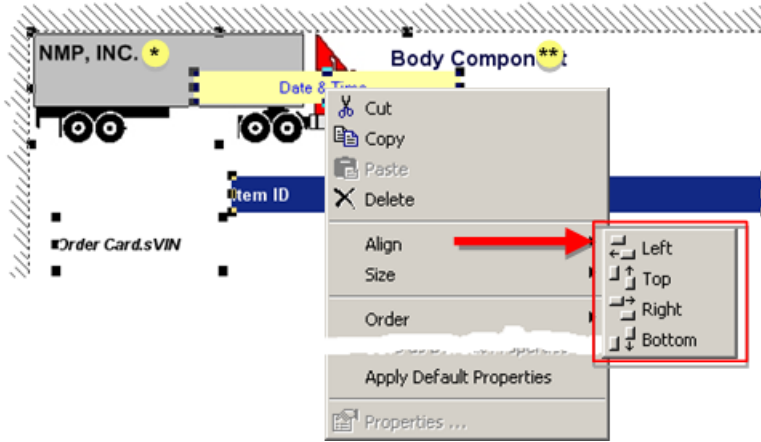 NMP, INC. *
Body Compon ** t
Date & Time
Cut
Copy
Paste
Delete
Item ID
Align
Left
Order Card.sVIN
Size
Top
Right
Order
Bottom
Apply Default Properties
Properties ...